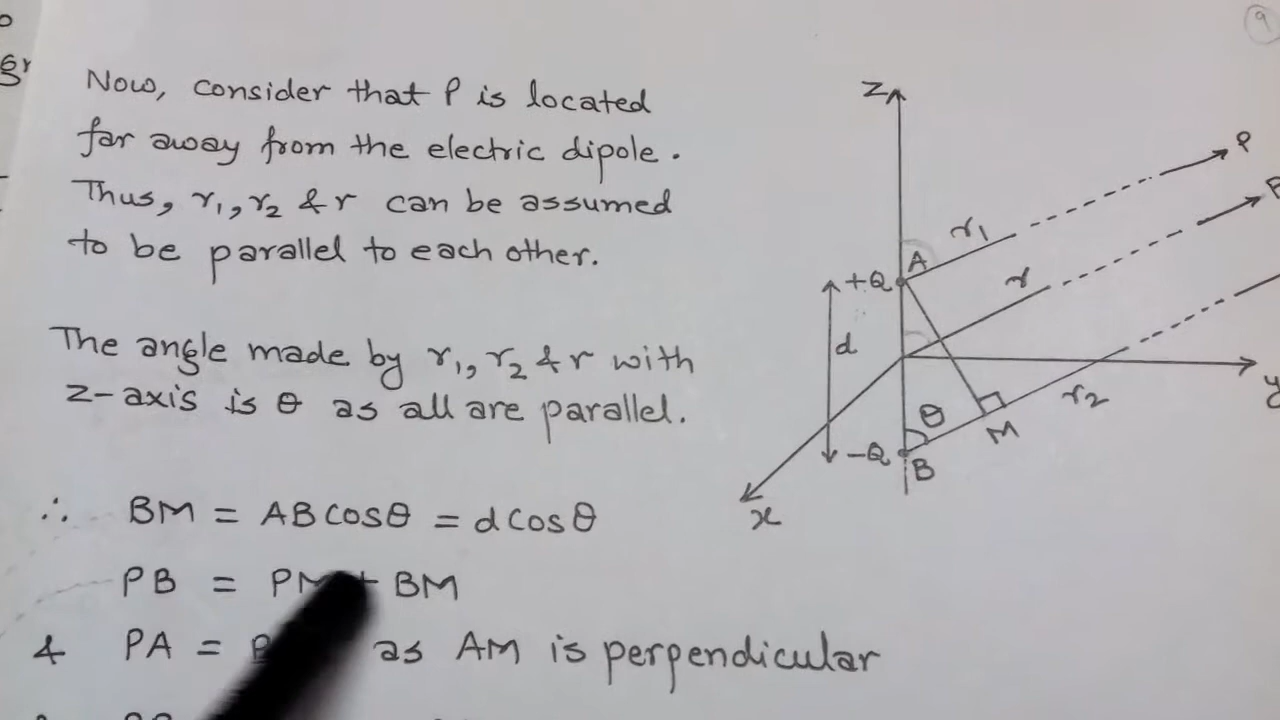 9
Now, consider that P is located
far away from the electric dipole.
Thus, r₁, r₂ & r can be assumed
to be parallel to each other.
The angle made by r₁, r₂ & r with
z-axis is θ as all are parallel.
∴ BM = AB cosθ = d cosθ
PB = PM + BM
& PA = as AM is perpendicular
Z
P
P
r₁
A
+Q
r
d
y
θ
r₂
M
-Q
B
x